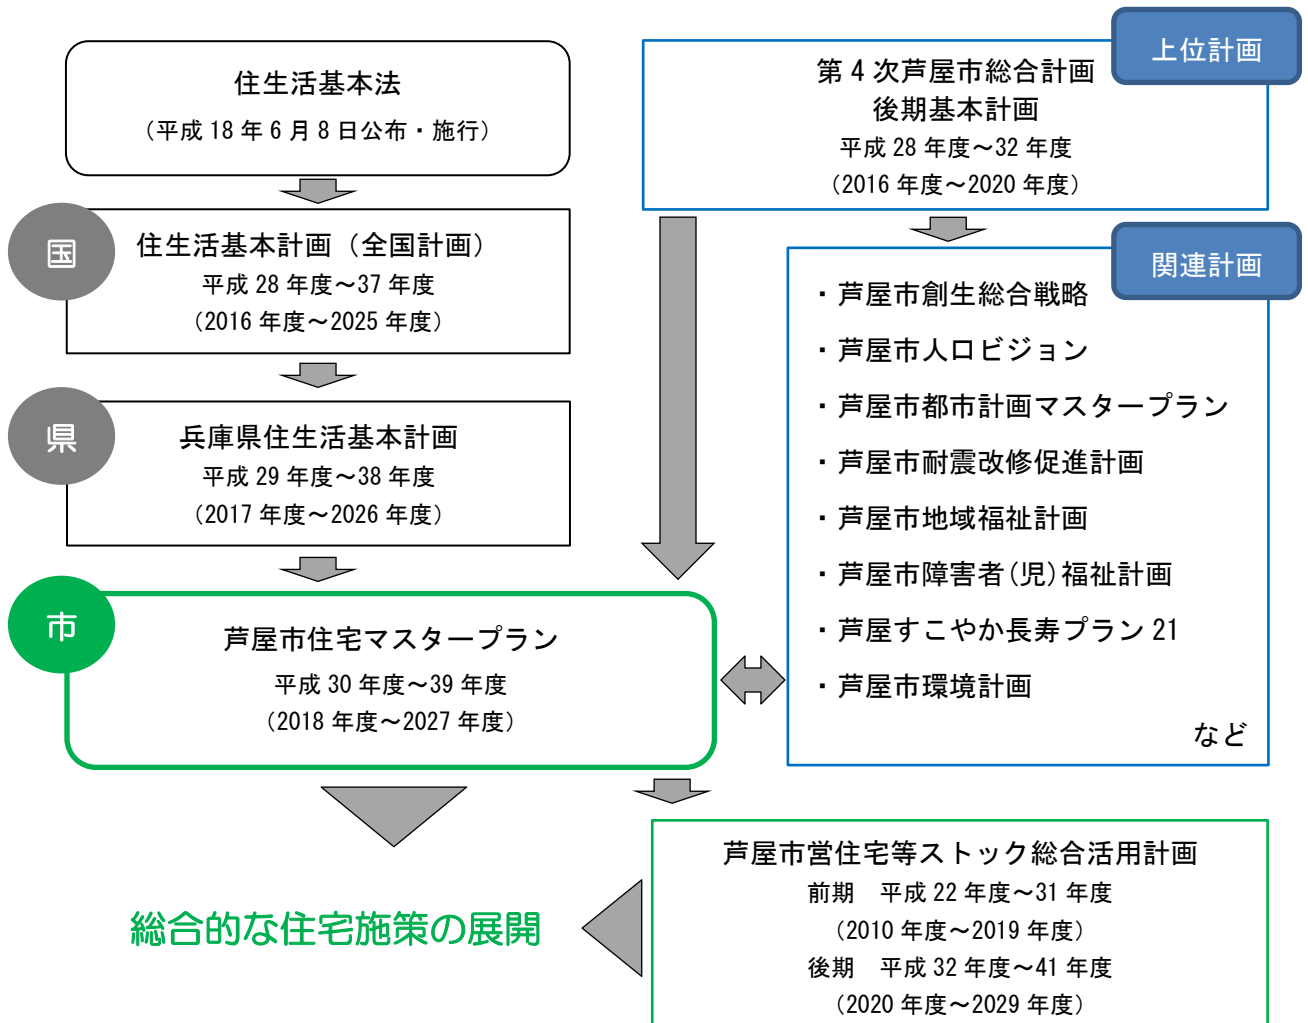 住生活基本法
（平成 18 年 6 月 8 日公布・施行）
国
住生活基本計画（全国計画）
平成 28 年度～37 年度
（2016 年度～2025 年度）
県
兵庫県住生活基本計画
平成 29 年度～38 年度
（2017 年度～2026 年度）
市
芦屋市住宅マスタープラン
平成 30 年度～39 年度
（2018 年度～2027 年度）
上位計画
第 4 次芦屋市総合計画
後期基本計画
平成 28 年度～32 年度
（2016 年度～2020 年度）
関連計画
・芦屋市創生総合戦略
・芦屋市人口ビジョン
・芦屋市都市計画マスタープラン
・芦屋市耐震改修促進計画
・芦屋市地域福祉計画
・芦屋市障害者(児)福祉計画
・芦屋すこやか長寿プラン 21
・芦屋市環境計画
など
芦屋市営住宅等ストック総合活用計画
前期　平成 22 年度～31 年度
（2010 年度～2019 年度）
後期　平成 32 年度～41 年度
（2020 年度～2029 年度）
総合的な住宅施策の展開